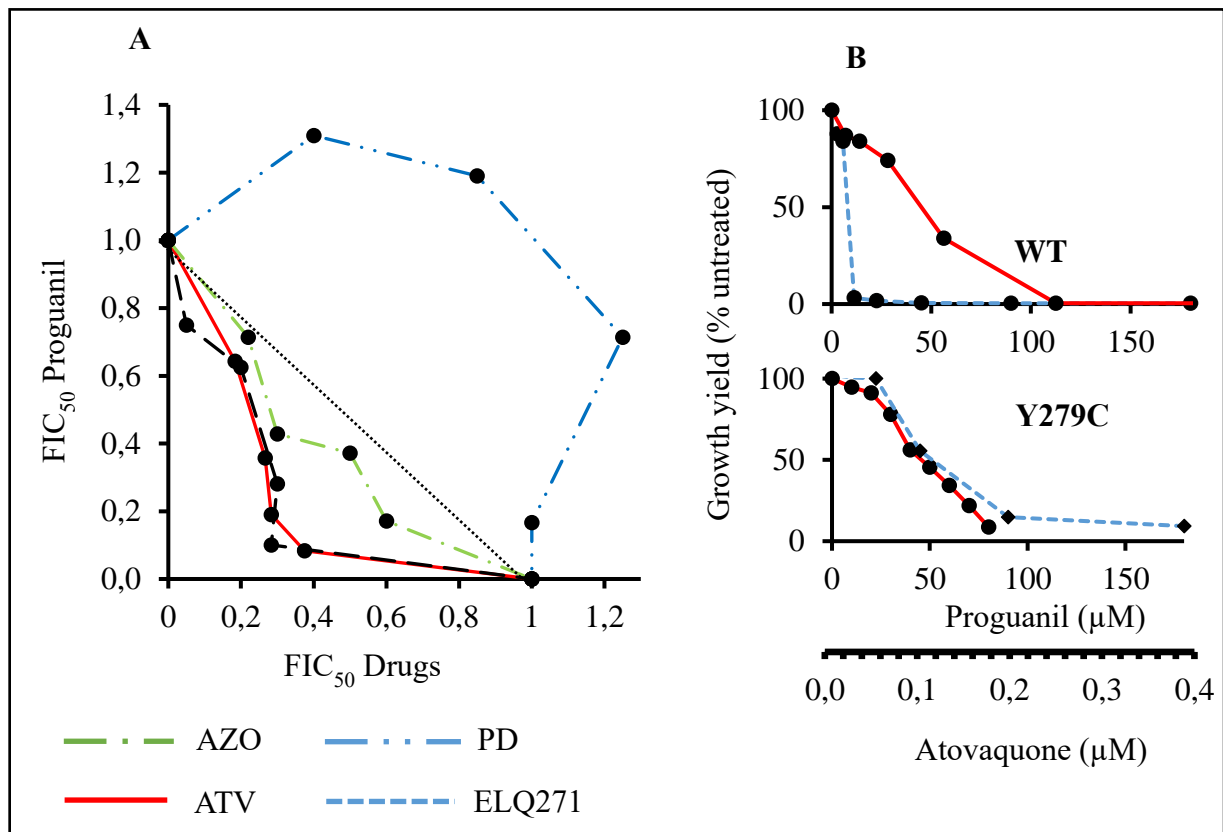 A
1,4
1,2
1,0
0,8
0,6
0,4
0,2
0,0
0 0,2 0,4 0,6 0,8 1 1,2
FIC50 Proguanil
FIC50 Drugs
AZO PD
ATV ELQ271
B
100
50
0
WT
0 50 100 150
Growth yield (% untreated)
100
50
0
Y279C
0 50 100 150
Proguanil (µM)
0,0 0,1 0,2 0,3 0,4
Atovaquone (µM)